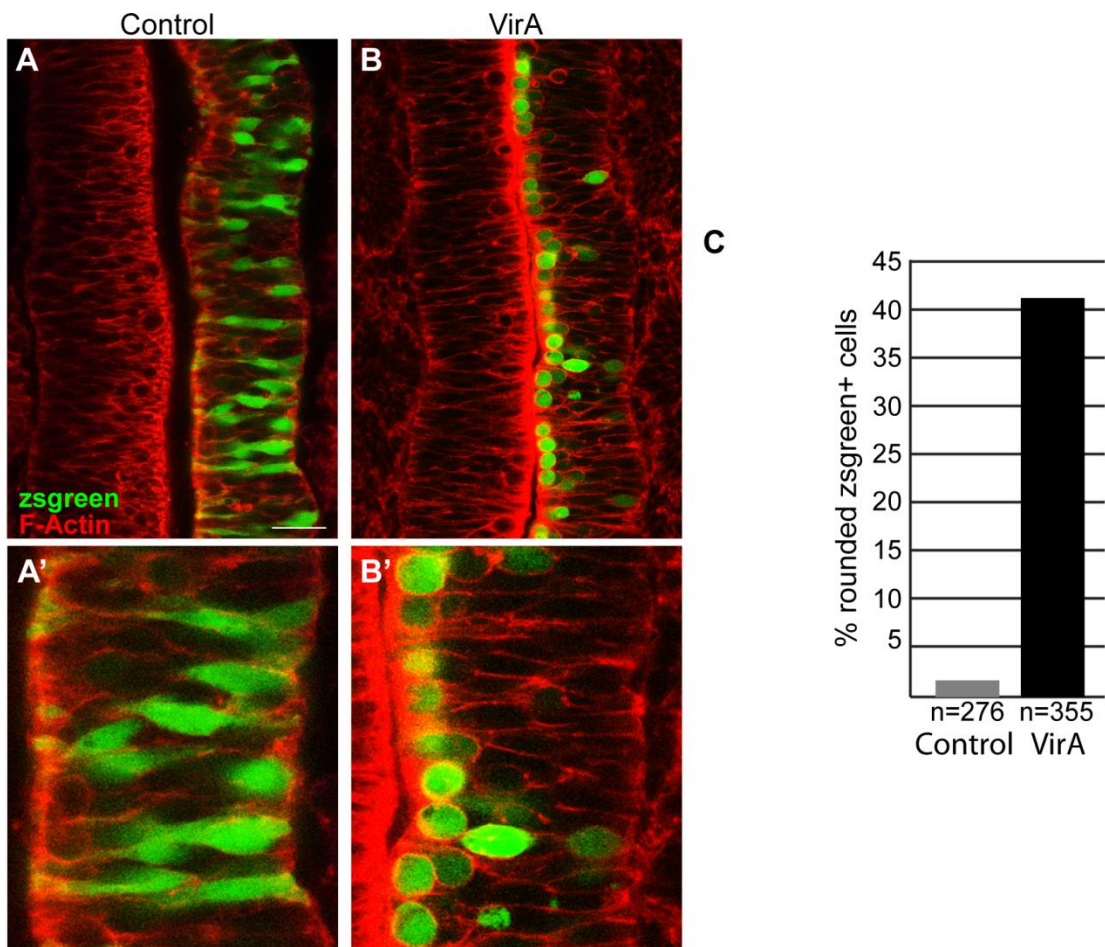 Control
VirA
A
B
zsgreen
F-Actin
A’
B’
C
% rounded zsgreen+ cells
45
40
35
30
25
20
15
10
5
n=276 n=355
Control VirA